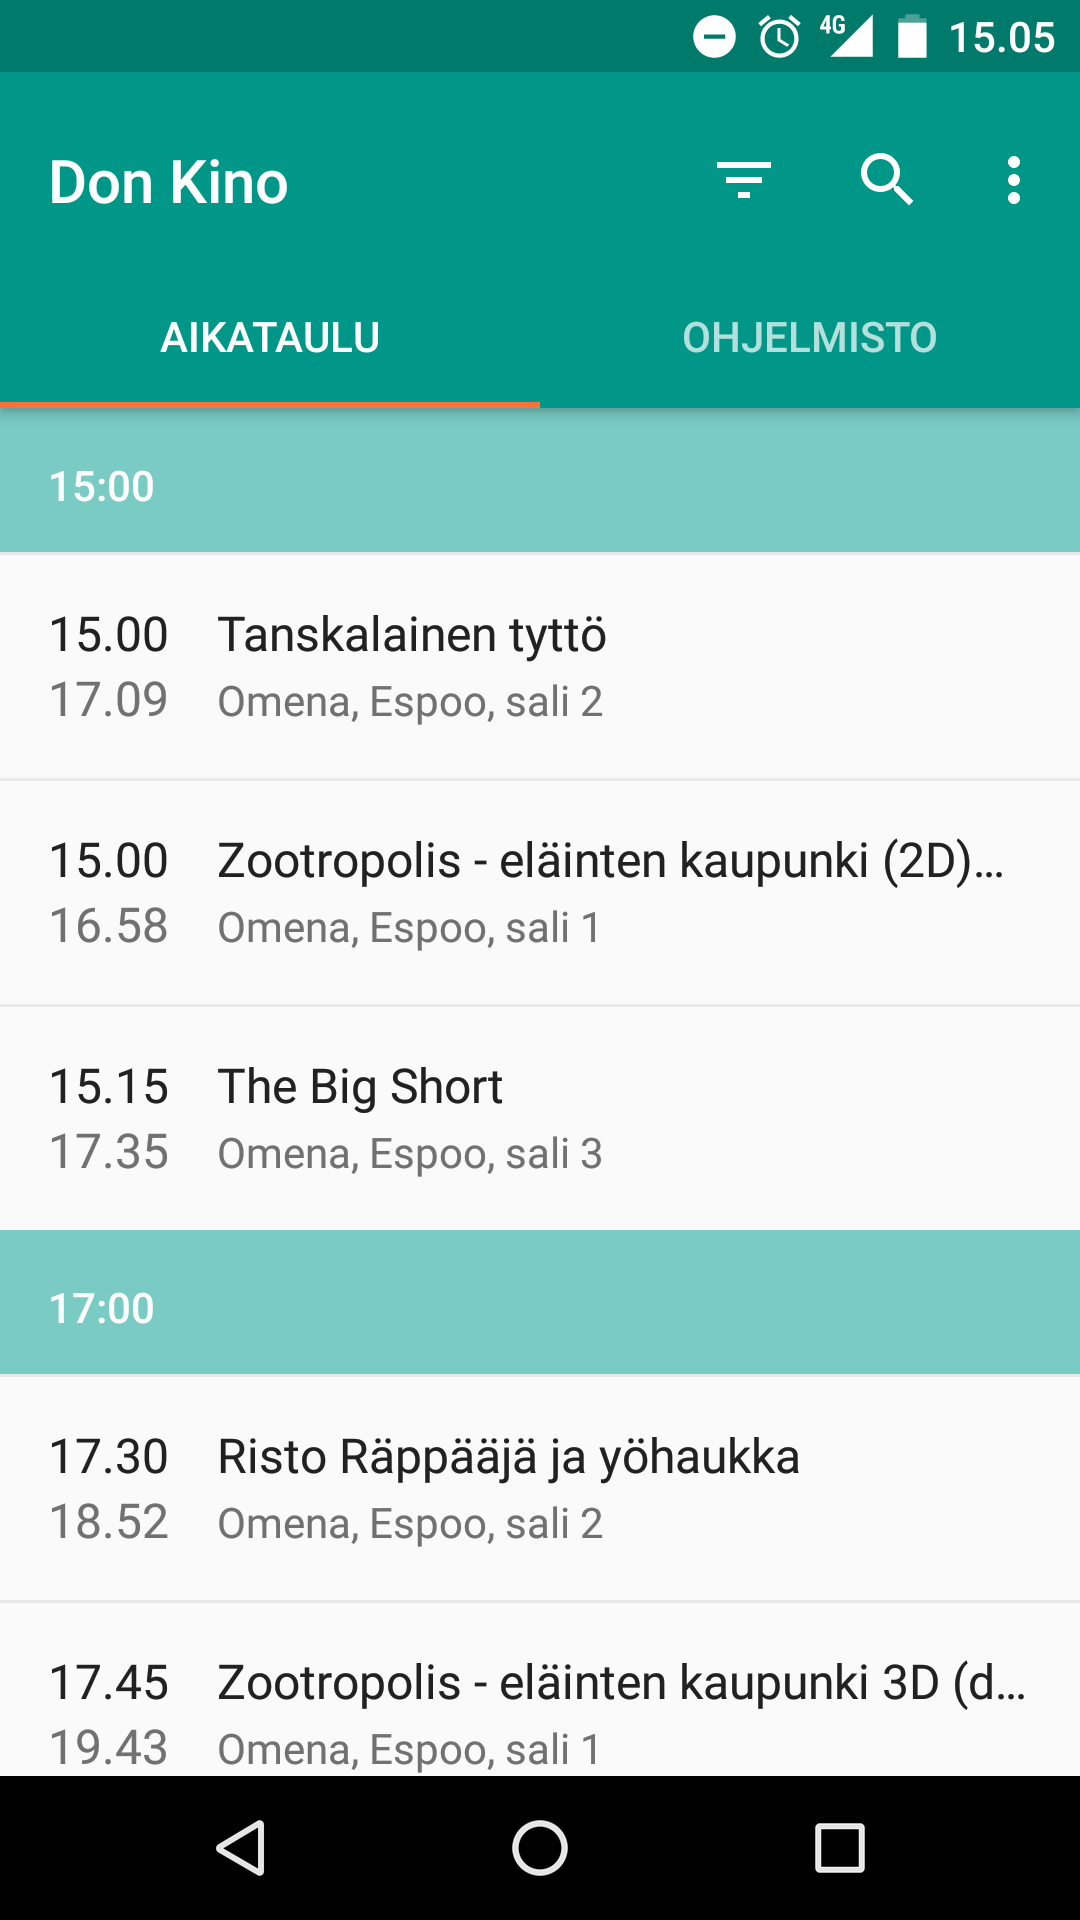 4G 15.05
Don Kino
AIKATAULU OHJELMISTO
15:00
15.00 Tanskalainen tyttö
17.09 Omena, Espoo, sali 2
15.00 Zootropolis - eläinten kaupunki (2D)...
16.58 Omena, Espoo, sali 1
15.15 The Big Short
17.35 Omena, Espoo, sali 3
17:00
17.30 Risto Räppääjä ja yöhaukka
18.52 Omena, Espoo, sali 2
17.45 Zootropolis - eläinten kaupunki 3D (d...
19.43 Omena, Espoo, sali 1